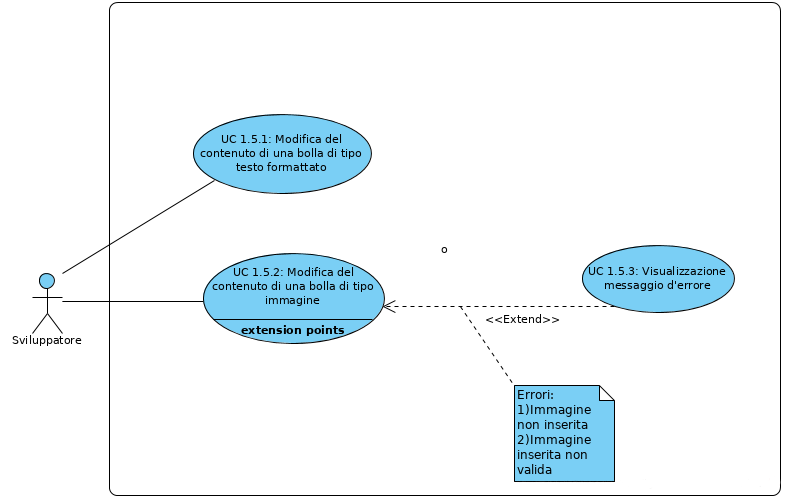 UC 1.5.1: Modifica del
contenuto di una bolla di tipo
testo formattato
o
UC 1.5.2: Modifica del
contenuto di una bolla di tipo
immagine
extension points
UC 1.5.3: Visualizzazione
messaggio d'errore
<<Extend>>
Sviluppatore
Errori:
1)Immagine
non inserita
2)Immagine
inserita non
valida